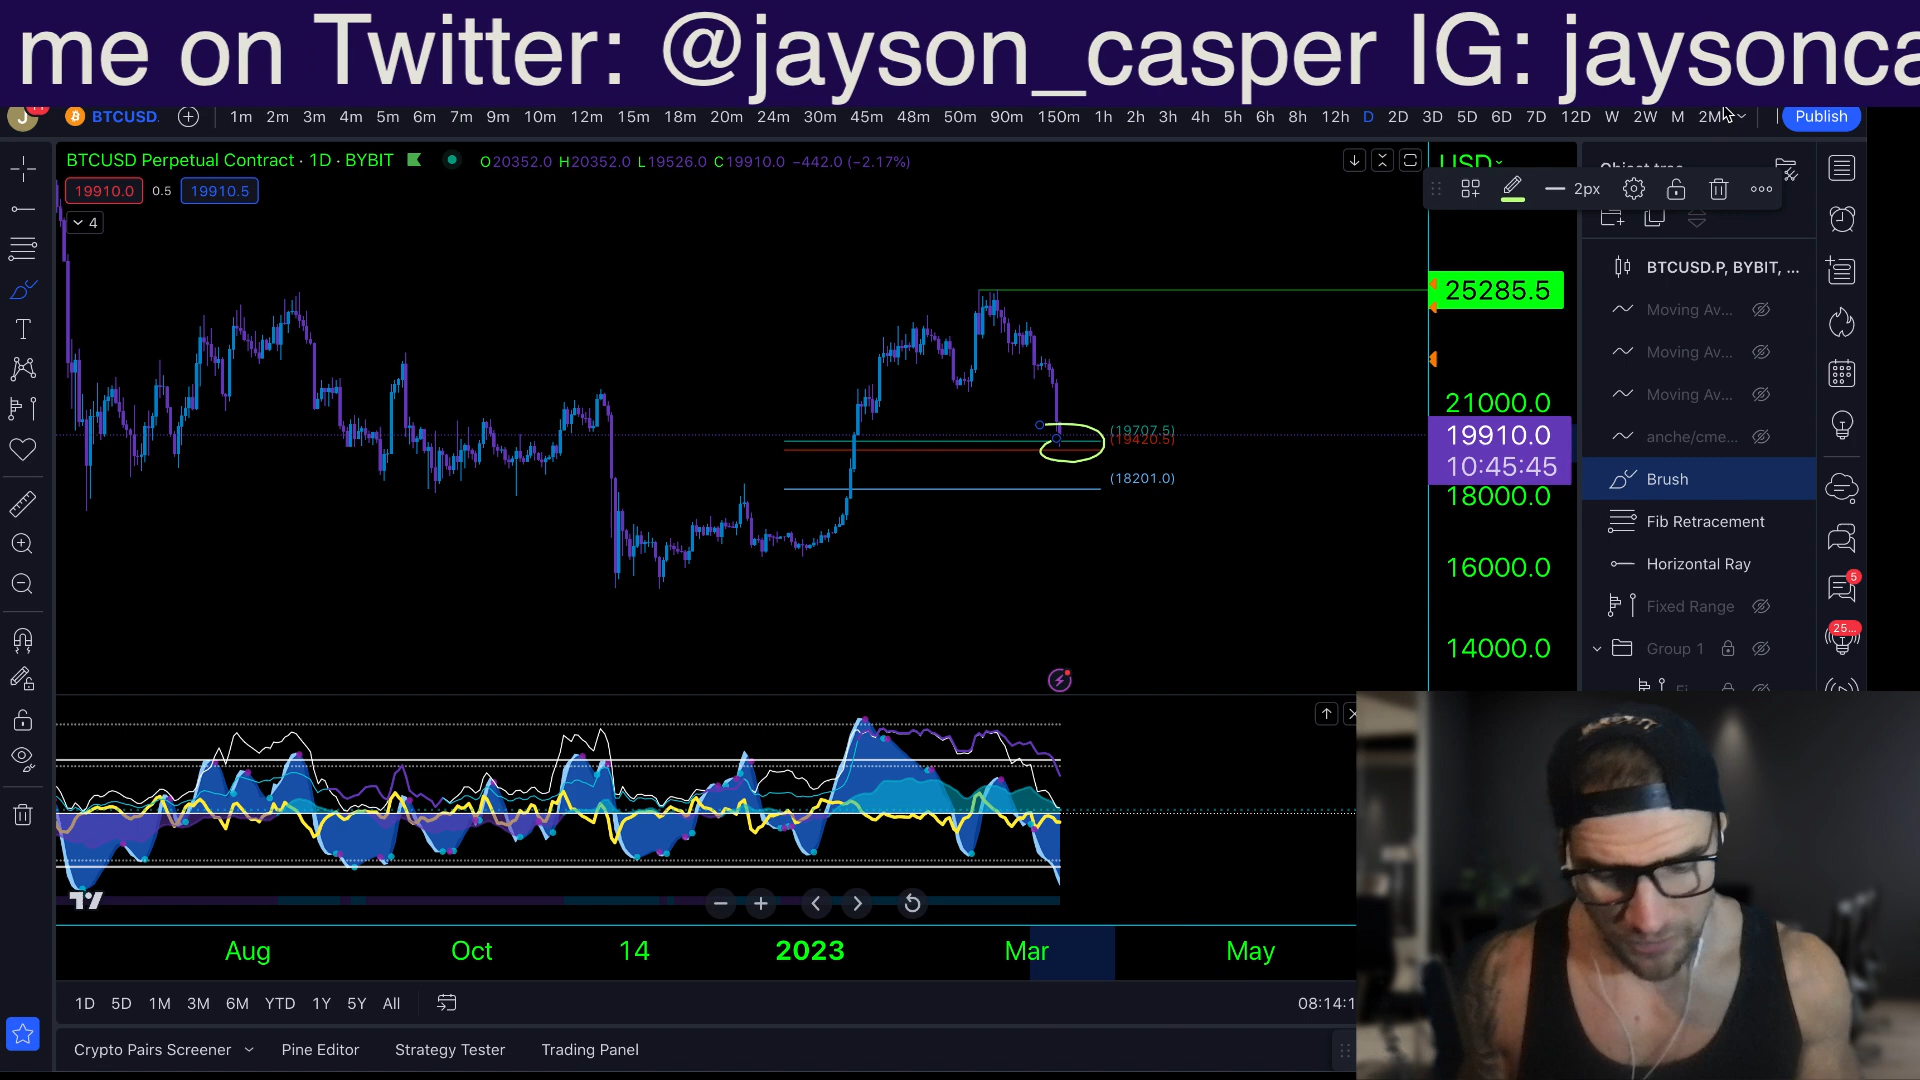 me on Twitter: @jayson_casper IG: jaysonca
J
BTCUSD
1m 2m 3m 4m 5m 6m 7m 9m 10m 12m 15m 18m 20m 24m 30m 45m 48m 50m 90m 150m 1h 2h 3h 4h 5h 6h 8h 12h D 2D 3D 5D 6D 7D 12D W 2W M 2M
Publish
BTCUSD Perpetual Contract · 1D · BYBIT
O20352.0 H20352.0 L19526.0 C19910.0 −442.0 (−2.17%)
USD
Object tree
19910.0 0.5 19910.5
2px
4
BTCUSD.P, BYBIT, ...
25285.5
Moving Av...
Moving Av...
Moving Av...
21000.0
(19707.5)
19910.0
anche/cme...
(19420.5)
10:45:45
(18201.0)
Brush
18000.0
Fib Retracement
16000.0
Horizontal Ray
5
Fixed Range
25...
14000.0
Group 1
Aug Oct 14 2023 Mar May
1D 5D 1M 3M 6M YTD 1Y 5Y All
08:14:1
Crypto Pairs Screener Pine Editor Strategy Tester Trading Panel